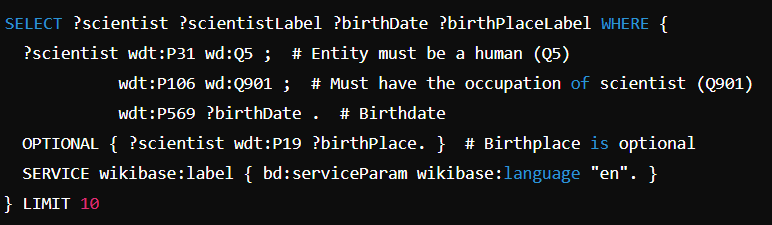 SELECT ?scientist ?scientistLabel ?birthDate ?birthPlaceLabel WHERE {
  ?scientist wdt:P31 wd:Q5 ;  # Entity must be a human (Q5)
             wdt:P106 wd:Q901 ;  # Must have the occupation of scientist (Q901)
             wdt:P569 ?birthDate .  # Birthdate
  OPTIONAL { ?scientist wdt:P19 ?birthPlace. }  # Birthplace is optional
  SERVICE wikibase:label { bd:serviceParam wikibase:language "en". }
} LIMIT 10